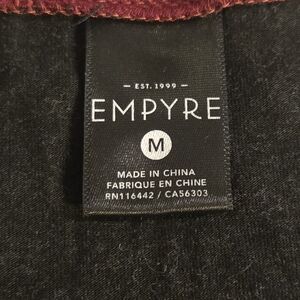 – EST. 1999 –
EMPYRE
M
MADE IN CHINA
FABRIQUE EN CHINE
RN116442 / CA56303